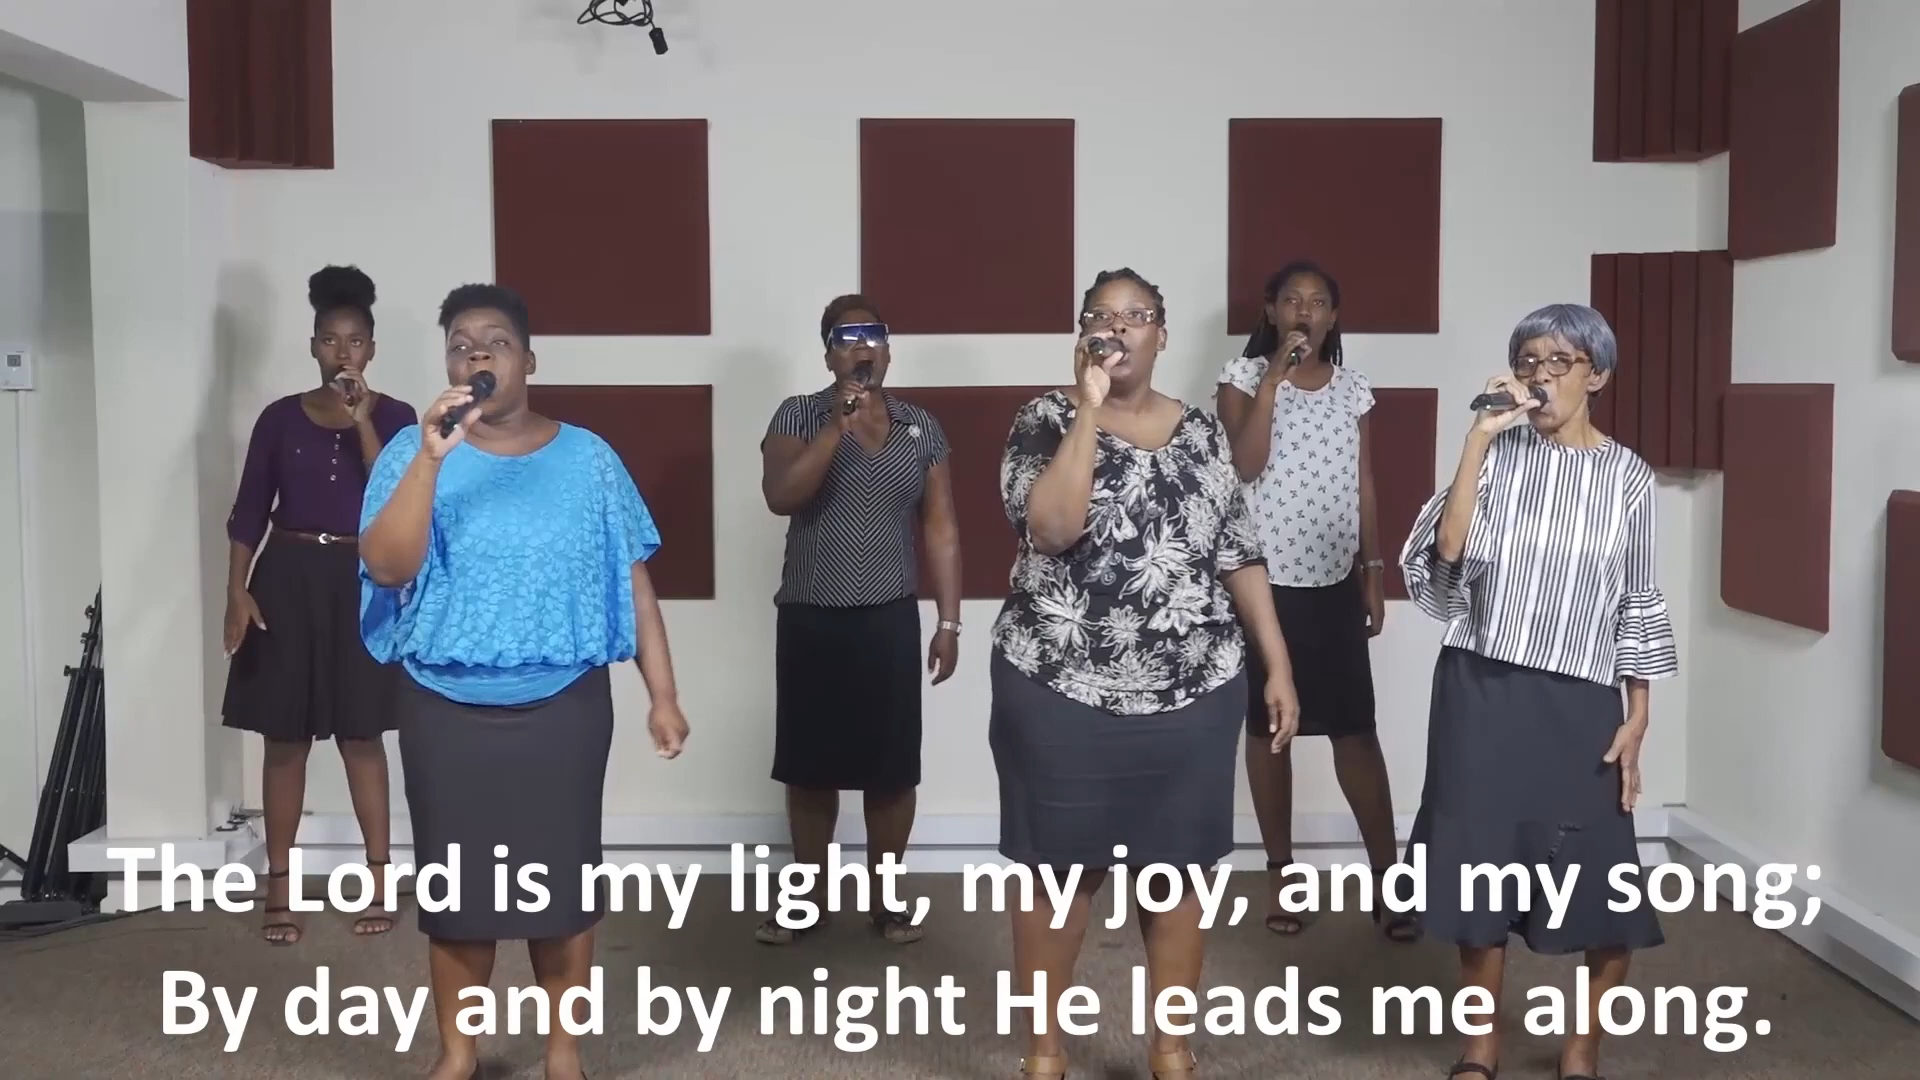 The Lord is my light, my joy, and my song;
By day and by night He leads me along.